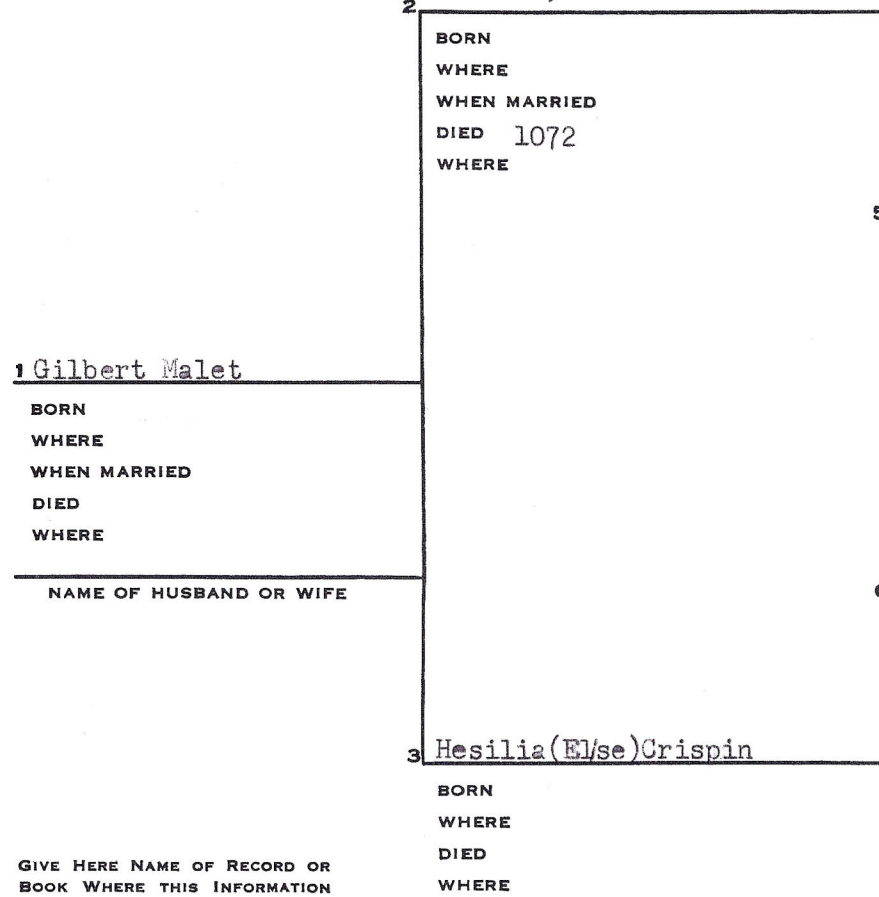 2
BORN
WHERE
WHEN MARRIED
DIED 1072
WHERE
5
1 Gilbert Malet
BORN
WHERE
WHEN MARRIED
DIED
WHERE
NAME OF HUSBAND OR WIFE
3 Hesilia(El/se)Crispin
BORN
WHERE
DIED
WHERE
GIVE HERE NAME OF RECORD OR
BOOK WHERE THIS INFORMATION